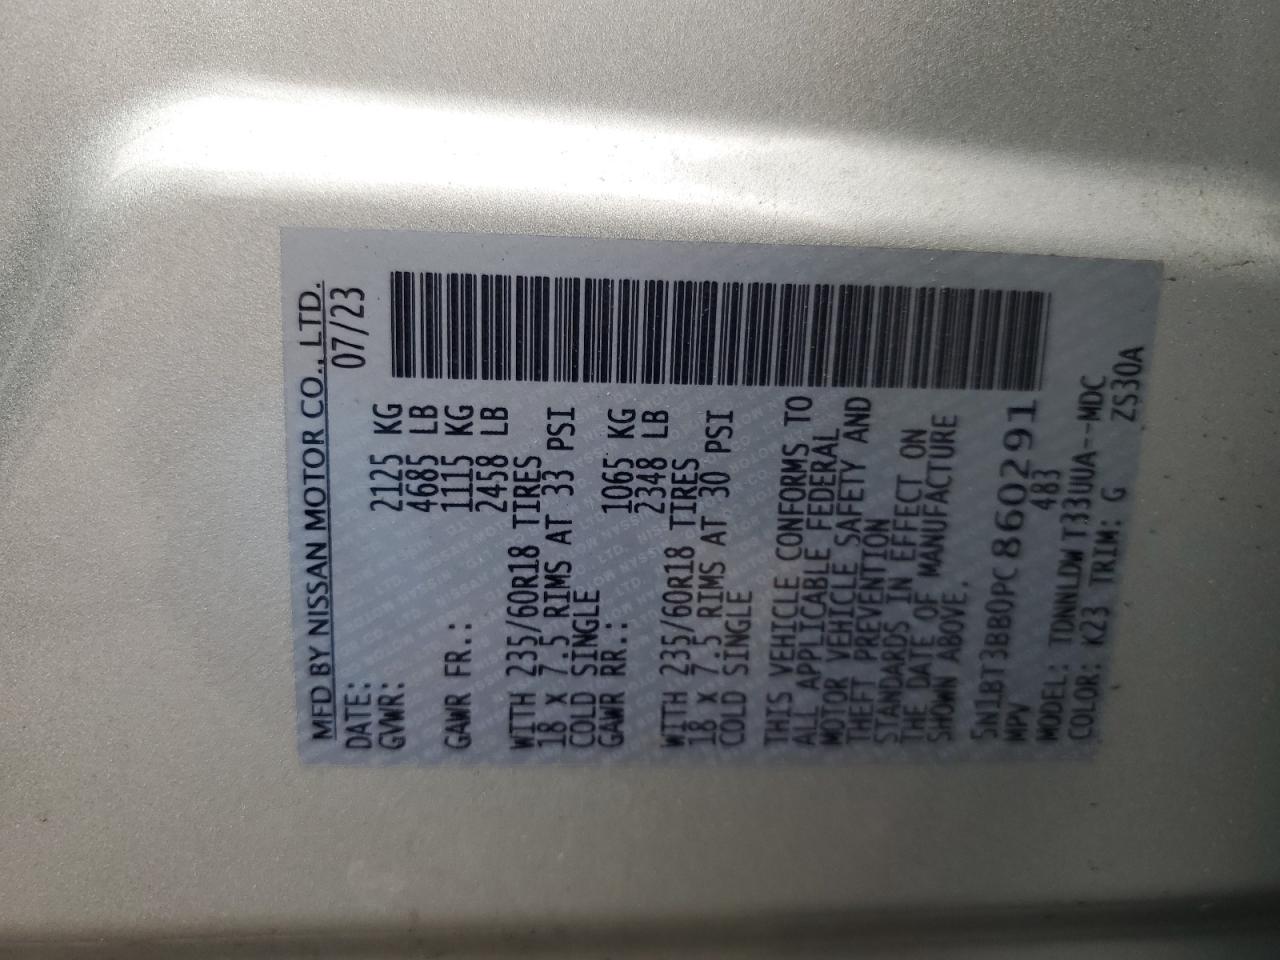 MFD BY NISSAN MOTOR CO., LTD.
DATE: 07/23
GVWR: 2125 KG
4685 LB
GAWR FR.: 1115 KG
2458 LB
WITH 235/60R18 TIRES
18 X 7.5 RIMS AT 33 PSI
COLD SINGLE
GAWR RR.: 1065 KG
2348 LB
WITH 235/60R18 TIRES
18 X 7.5 RIMS AT 30 PSI
COLD SINGLE
THIS VEHICLE CONFORMS TO
ALL APPLICABLE FEDERAL
MOTOR VEHICLE SAFETY AND
THEFT PREVENTION
STANDARDS IN EFFECT ON
THE DATE OF MANUFACTURE
SHOWN ABOVE.
5N1BT3BB0PC860291
MPV 483
MODEL: TDNNLDW T33UUA--MDC
COLOR: K23 TRIM: G ZS30A